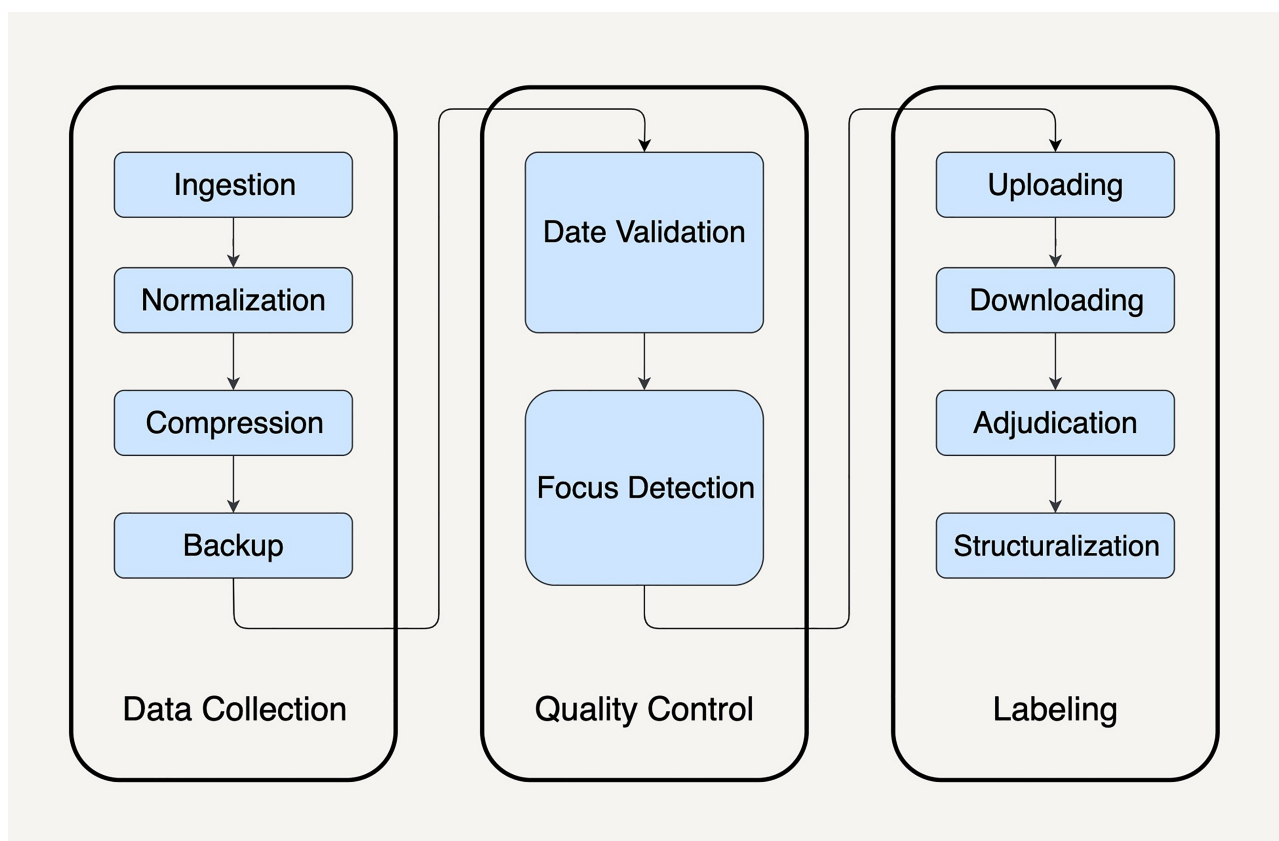 Ingestion
Normalization
Compression
Backup
Data Collection
Date Validation
Focus Detection
Quality Control
Uploading
Downloading
Adjudication
Structuralization
Labeling